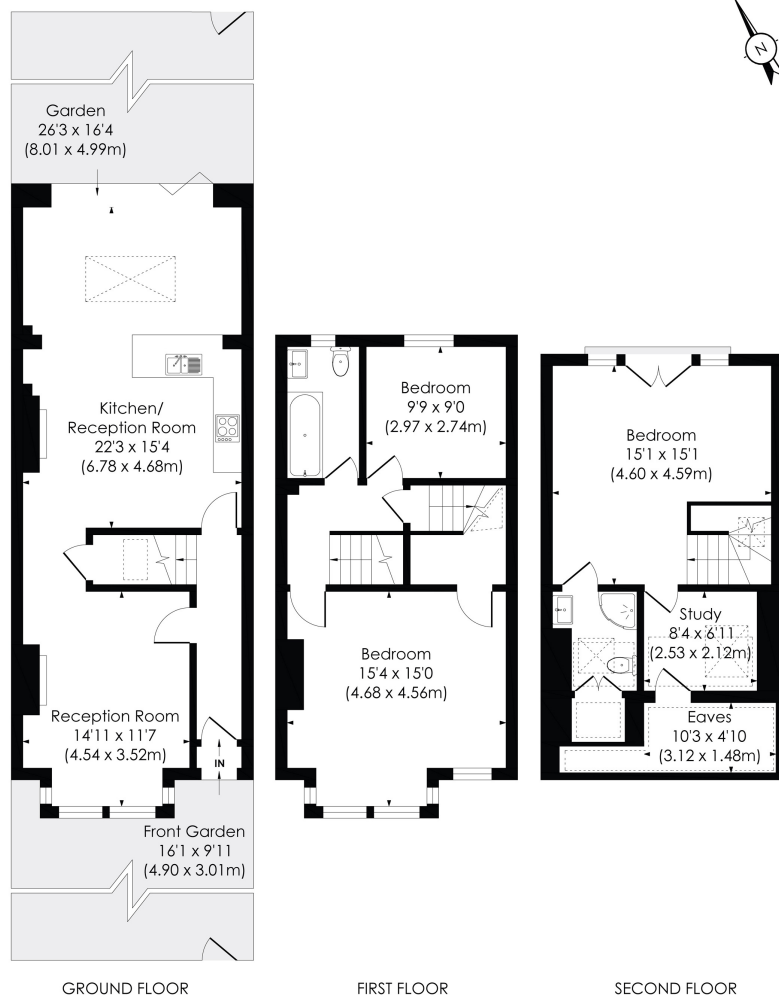 N
Garden
26'3 x 16'4
(8.01 x 4.99m)
Kitchen/
Reception Room
22'3 x 15'4
(6.78 x 4.68m)
Reception Room
14'11 x 11'7
(4.54 x 3.52m)
IN
Front Garden
16'1 x 9'11
(4.90 x 3.01m)
GROUND FLOOR
Bedroom
9'9 x 9'0
(2.97 x 2.74m)
Bedroom
15'4 x 15'0
(4.68 x 4.56m)
FIRST FLOOR
Bedroom
15'1 x 15'1
(4.60 x 4.59m)
Study
8'4 x 6'11
(2.53 x 2.12m)
Eaves
10'3 x 4'10
(3.12 x 1.48m)
SECOND FLOOR